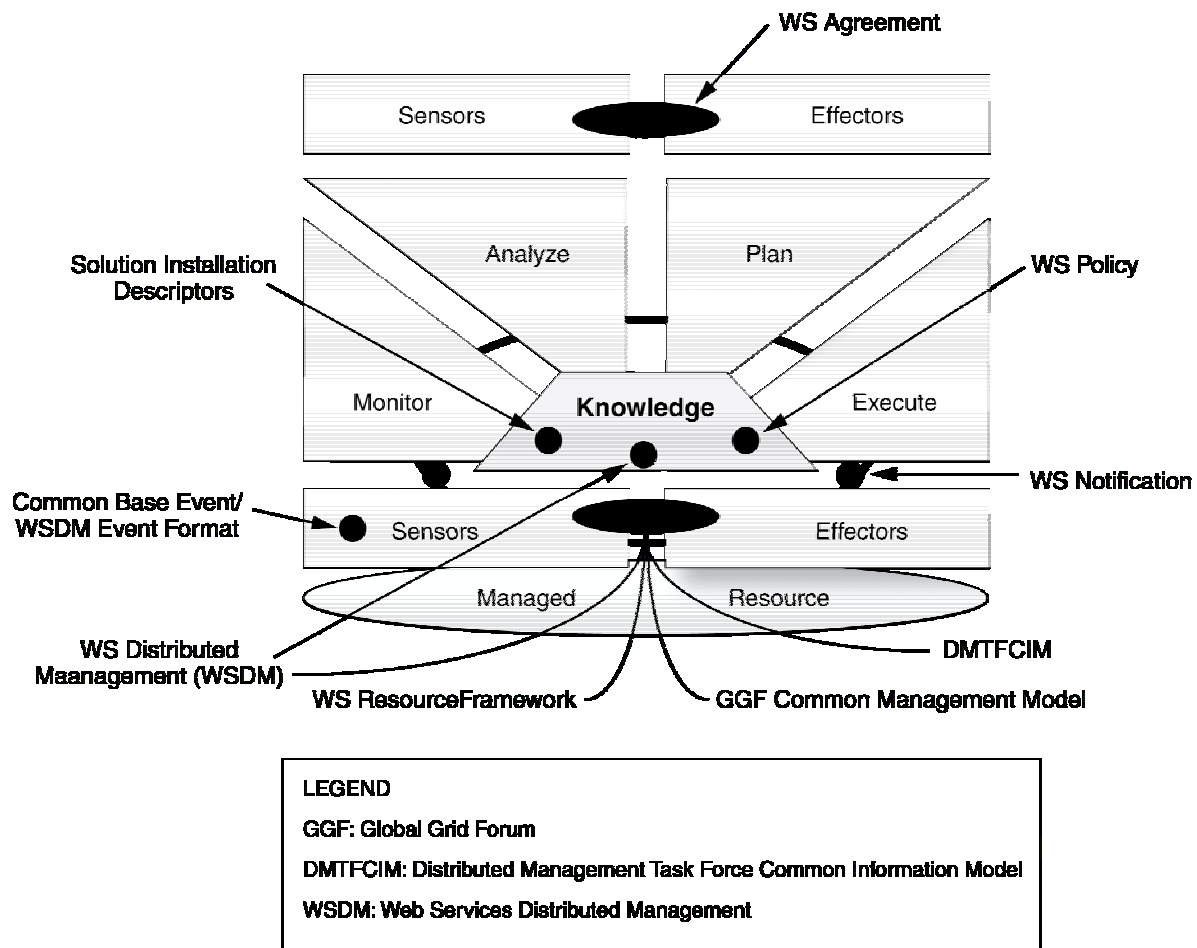 WS Agreement
Sensors
Effectors
Analyze
Plan
Solution Installation
Descriptors
WS Policy
Monitor
Knowledge
Execute
WS Notification
Common Base Event/
WSDM Event Format
Sensors
Effectors
Managed
Resource
WS Distributed
Maanagement (WSDM)
DMTFCIM
WS ResourceFramework
GGF Common Management Model
LEGEND
GGF: Global Grid Forum
DMTFCIM: Distributed Management Task Force Common Information Model
WSDM: Web Services Distributed Management